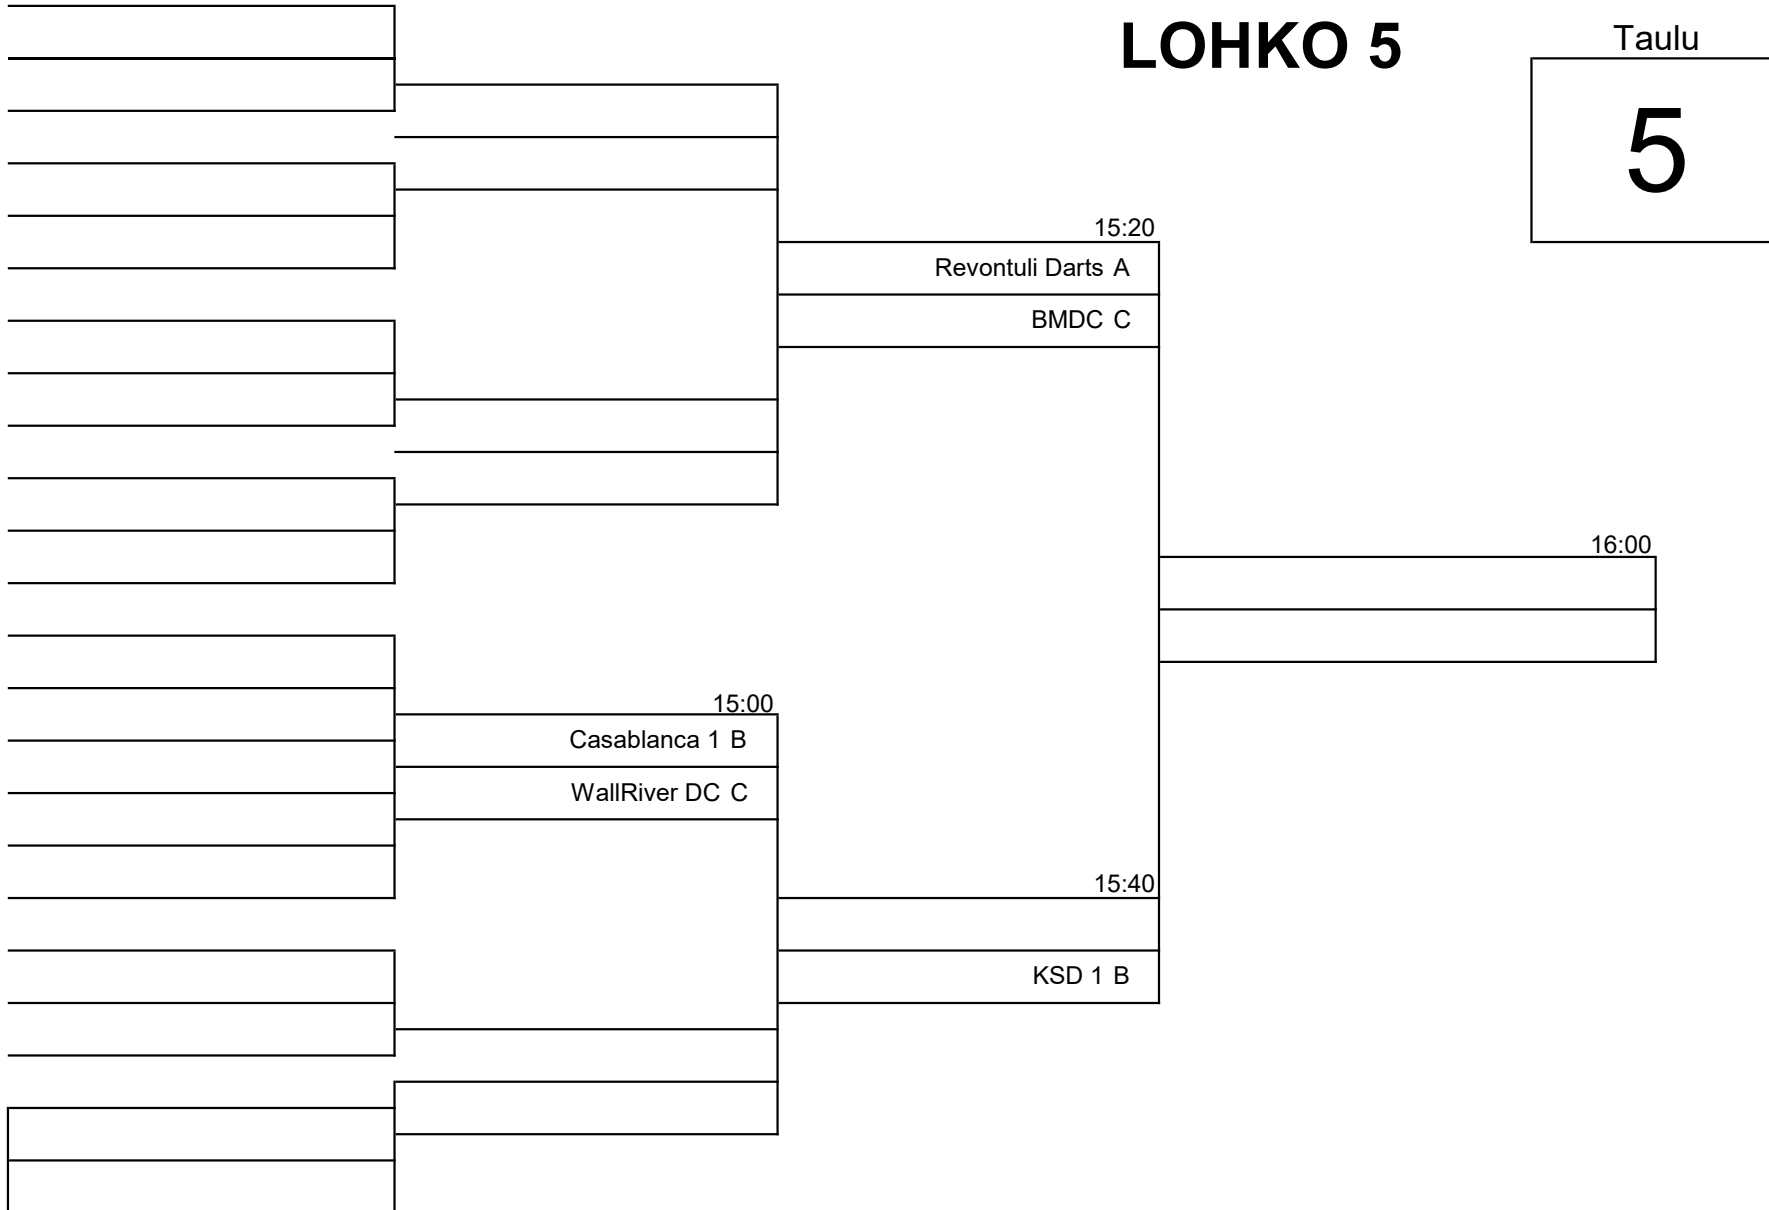 LOHKO 5
Taulu
5
15:20
Revontuli Darts A
BMDC C
16:00
15:00
Casablanca 1 B
WallRiver DC C
15:40
KSD 1 B